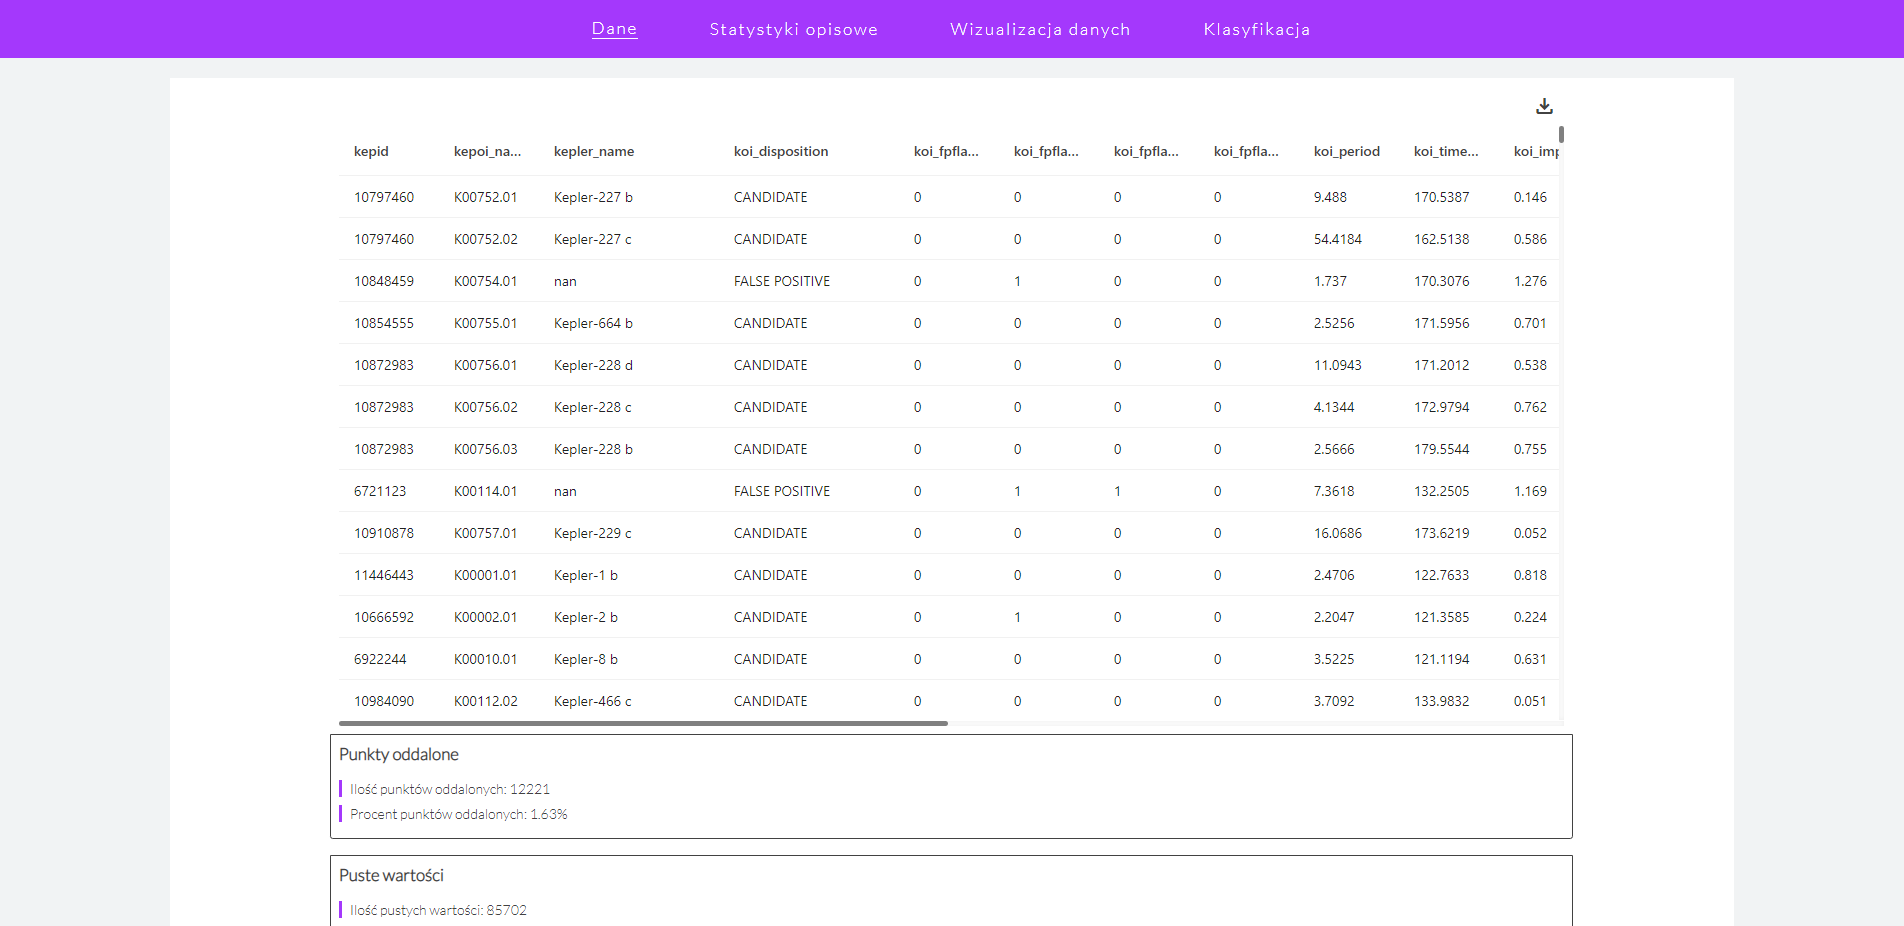 Dane Statystyki opisowe Wizualizacja danych Klasyfikacja
kepid kepoi_na... kepler_name koi_disposition koi_fpfla... koi_fpfla... koi_fpfla... koi_fpfla... koi_period koi_time... koi_imp
10797460 K00752.01 Kepler-227 b CANDIDATE 0 0 0 0 9.488 170.5387 0.146
10797460 K00752.02 Kepler-227 c CANDIDATE 0 0 0 0 54.4184 162.5138 0.586
10848459 K00754.01 nan FALSE POSITIVE 0 1 0 0 1.737 170.3076 1.276
10854555 K00755.01 Kepler-664 b CANDIDATE 0 0 0 0 2.5256 171.5956 0.701
10872983 K00756.01 Kepler-228 d CANDIDATE 0 0 0 0 11.0943 171.2012 0.538
10872983 K00756.02 Kepler-228 c CANDIDATE 0 0 0 0 4.1344 172.9794 0.762
10872983 K00756.03 Kepler-228 b CANDIDATE 0 0 0 0 2.5666 179.5544 0.755
6721123 K00114.01 nan FALSE POSITIVE 0 1 1 0 7.3618 132.2505 1.169
10910878 K00757.01 Kepler-229 c CANDIDATE 0 0 0 0 16.0686 173.6219 0.052
11446443 K00001.01 Kepler-1 b CANDIDATE 0 0 0 0 2.4706 122.7633 0.818
10666592 K00002.01 Kepler-2 b CANDIDATE 0 1 0 0 2.2047 121.3585 0.224
6922244 K00010.01 Kepler-8 b CANDIDATE 0 0 0 0 3.5225 121.1194 0.631
10984090 K00112.02 Kepler-466 c CANDIDATE 0 0 0 0 3.7092 133.9832 0.051
Punkty oddalone
Ilość punktów oddalonych: 12221
Procent punktów oddalonych: 1.63%
Puste wartości
Ilość pustych wartości: 85702